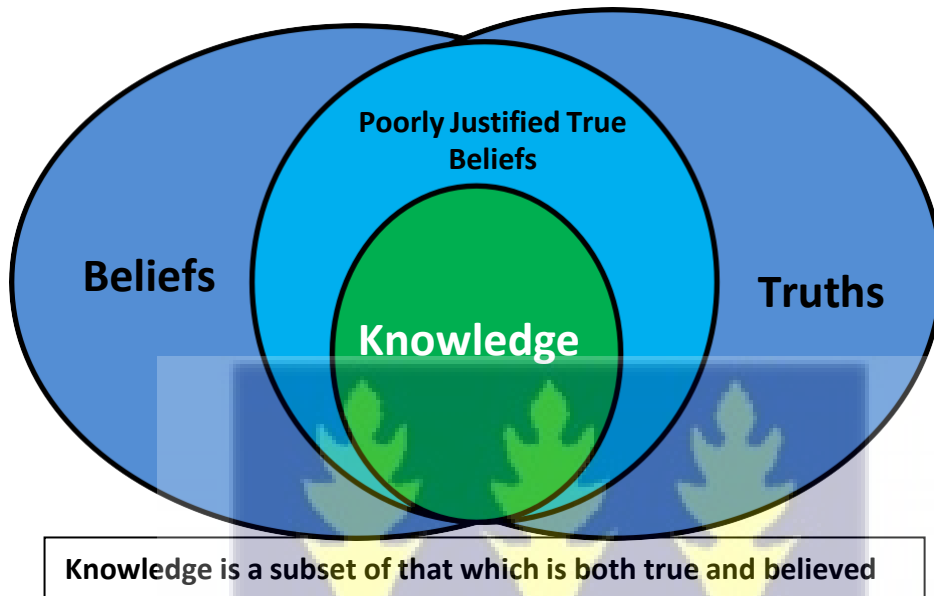 Poorly Justified True
Beliefs
Beliefs
Truths
Knowledge
Knowledge is a subset of that which is both true and believed